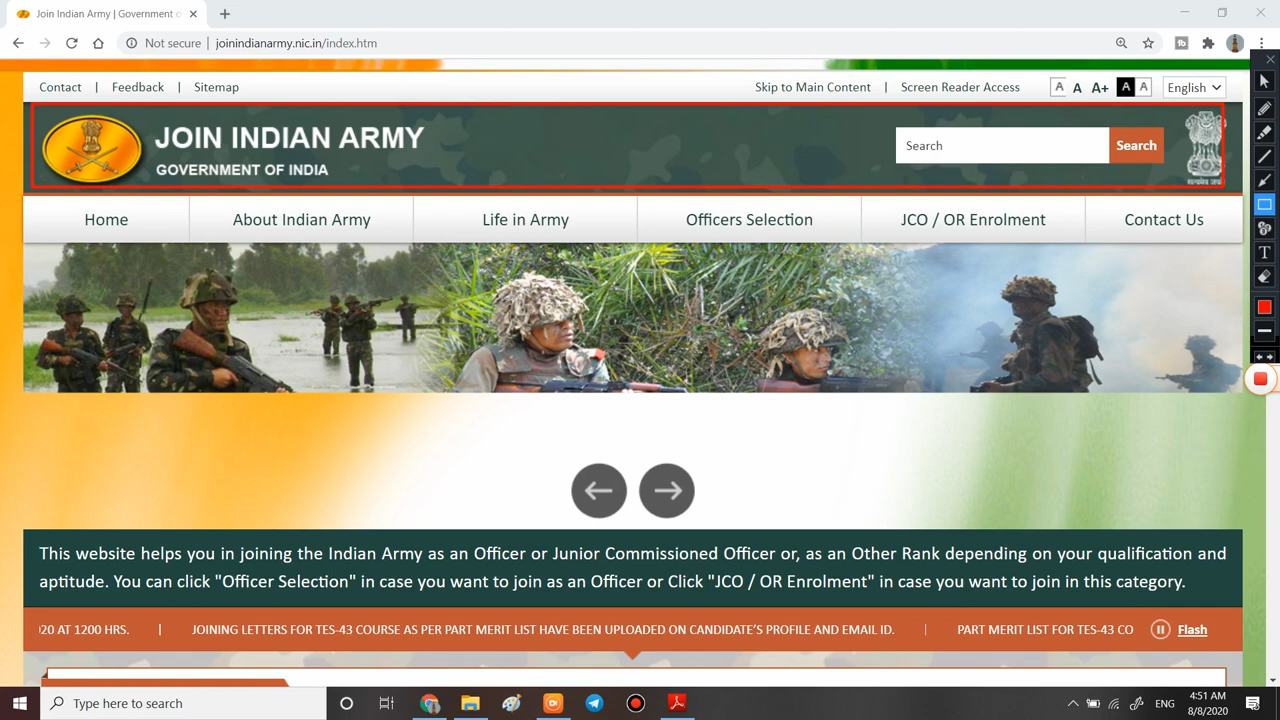 Join Indian Army | Government o
Not secure | joinindianarmy.nic.in/index.htm
Contact | Feedback | Sitemap
Skip to Main Content | Screen Reader Access
A A A+ A A English
JOIN INDIAN ARMY
GOVERNMENT OF INDIA
Search Search
Home About Indian Army Life in Army Officers Selection JCO / OR Enrolment Contact Us
This website helps you in joining the Indian Army as an Officer or Junior Commissioned Officer or, as an Other Rank depending on your qualification and
aptitude. You can click "Officer Selection" in case you want to join as an Officer or Click "JCO / OR Enrolment" in case you want to join in this category.
020 AT 1200 HRS. | JOINING LETTERS FOR TES-43 COURSE AS PER PART MERIT LIST HAVE BEEN UPLOADED ON CANDIDATE'S PROFILE AND EMAIL ID. | PART MERIT LIST FOR TES-43 CO Flash
Type here to search
ENG
4:51 AM
8/8/2020